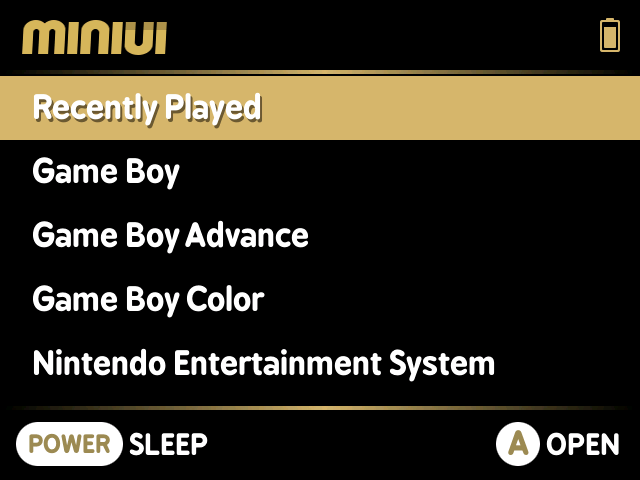 MINIUI
Recently Played
Game Boy
Game Boy Advance
Game Boy Color
Nintendo Entertainment System
POWER SLEEP
A OPEN